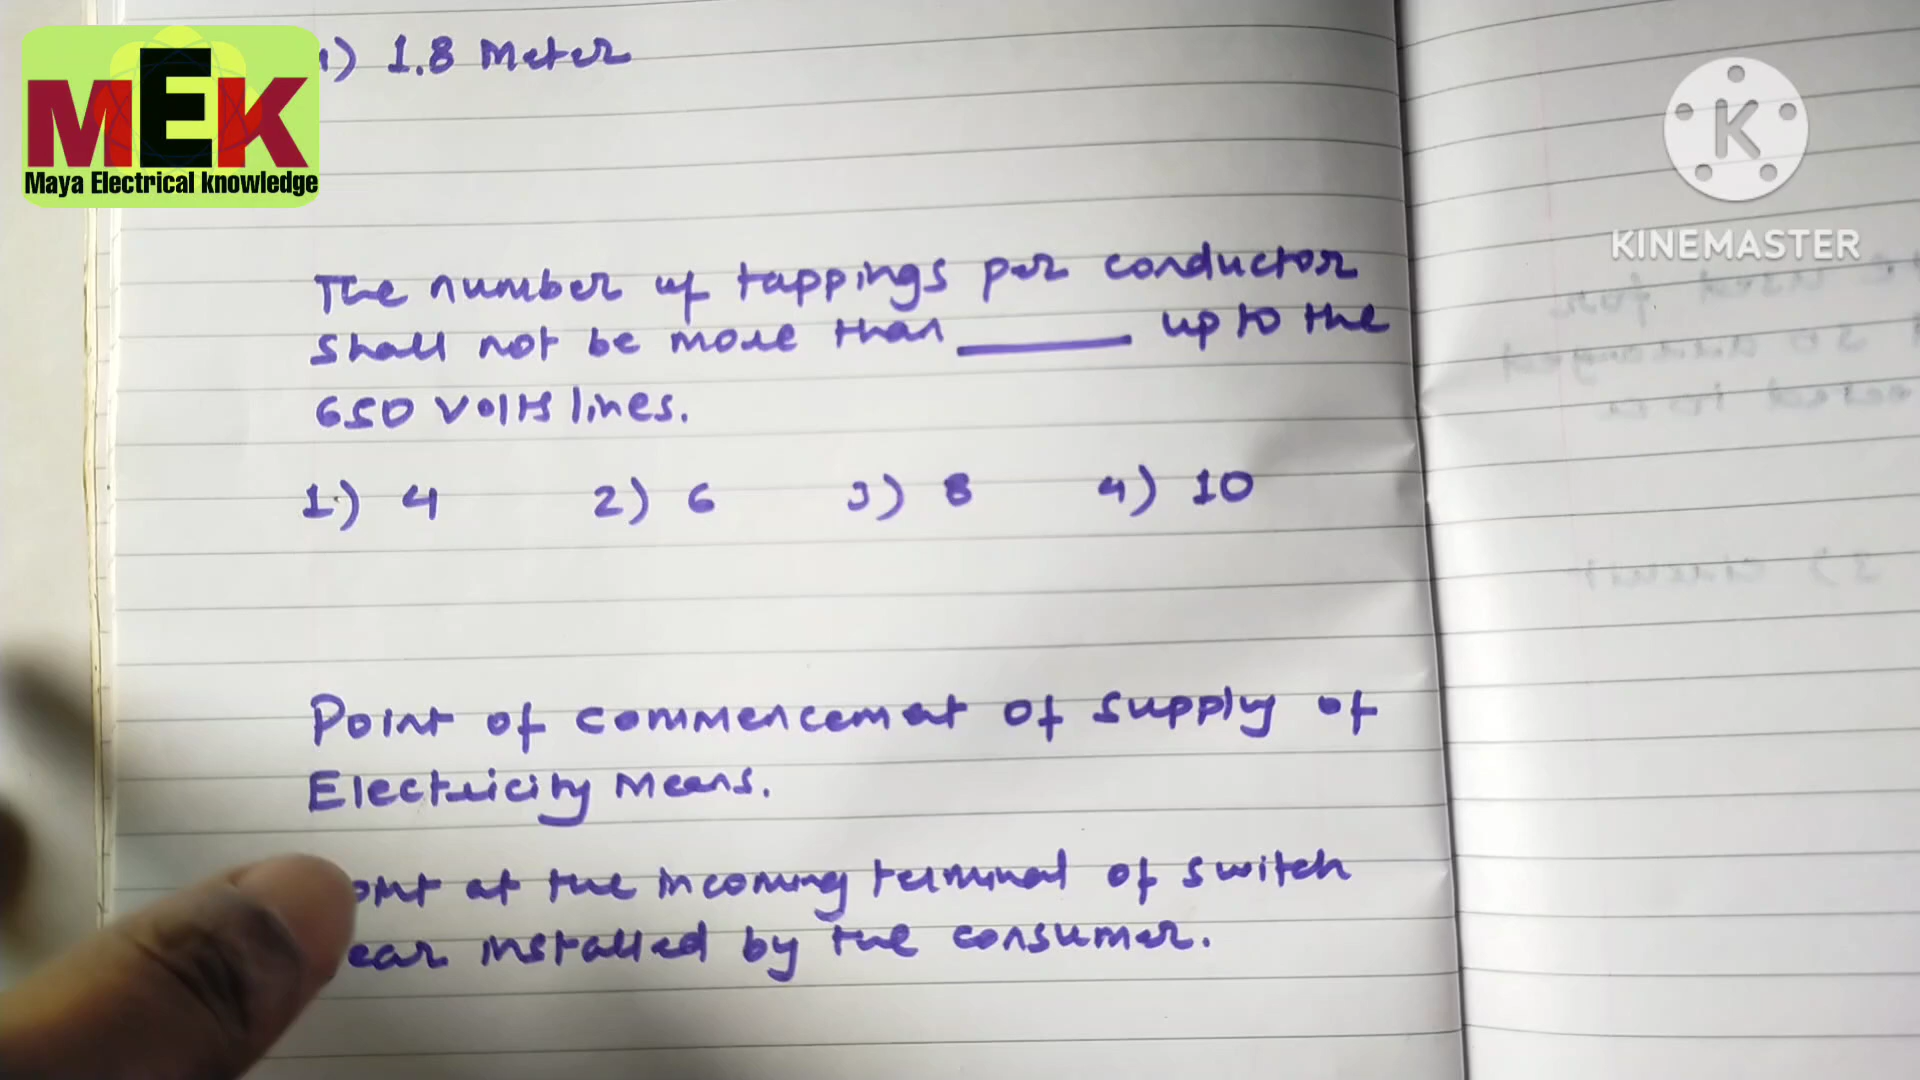 1.8 Meter
MEK
Maya Electrical knowledge
K
KINEMASTER
The number of tappings per conductor
shall not be more than ______ up to the
650 volts lines.
1) 4 2) 6 3) 8 4) 10
Point of commencement of supply of
Electricity Means.
at the incoming terminal of switch
installed by the consumer.